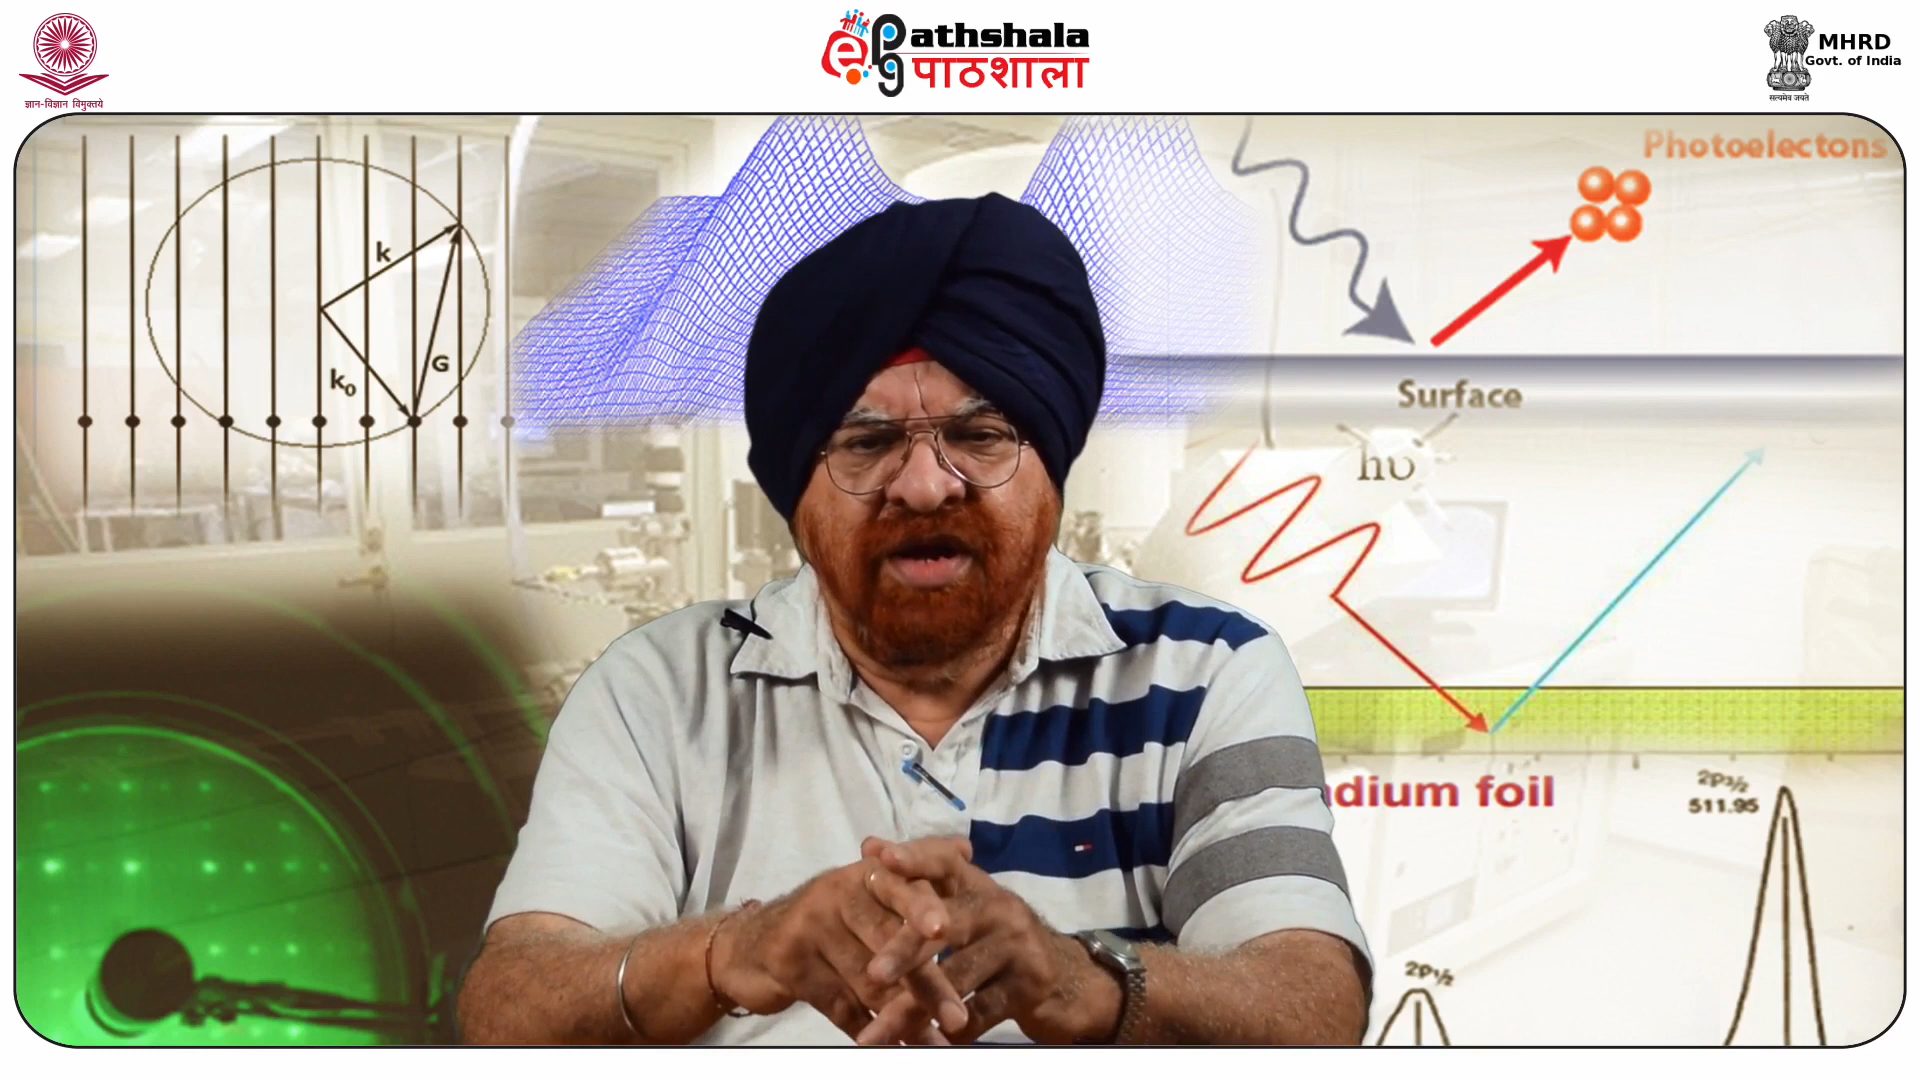 ज्ञान-विज्ञान विमुक्तये
ePathshala
पाठशाला
MHRD
Govt. of India
सत्यमेव जयते
Photoelectons
k
k₀
G
Surface
hυ
dium foil
2p3/2
511.95
2p1/2